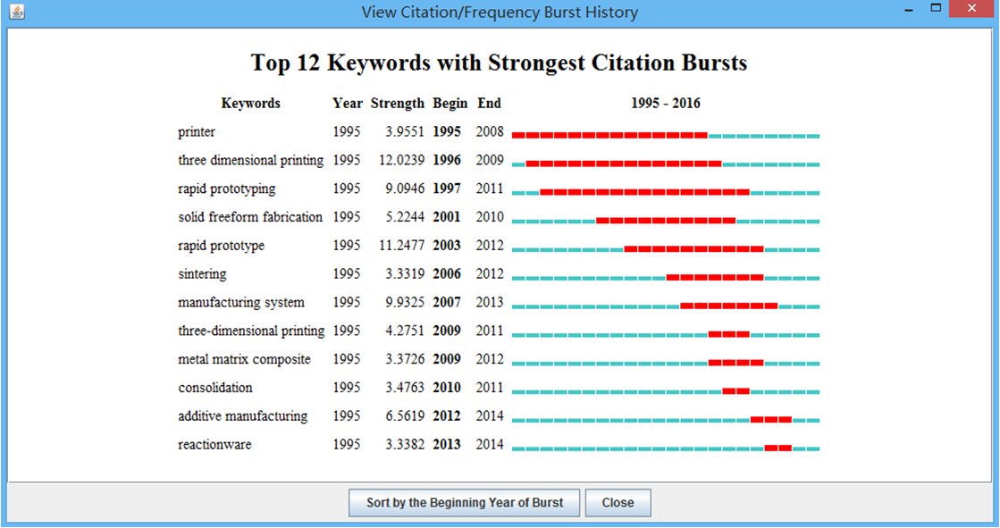 View Citation/Frequency Burst History
Top 12 Keywords with Strongest Citation Bursts
Keywords Year Strength Begin End 1995 - 2016
printer 1995 3.9551 1995 2008
three dimensional printing 1995 12.0239 1996 2009
rapid prototyping 1995 9.0946 1997 2011
solid freeform fabrication 1995 5.2244 2001 2010
rapid prototype 1995 11.2477 2003 2012
sintering 1995 3.3319 2006 2012
manufacturing system 1995 9.9325 2007 2013
three-dimensional printing 1995 4.2751 2009 2011
metal matrix composite 1995 3.3726 2009 2012
consolidation 1995 3.4763 2010 2011
additive manufacturing 1995 6.5619 2012 2014
reactionware 1995 3.3382 2013 2014
Sort by the Beginning Year of Burst Close